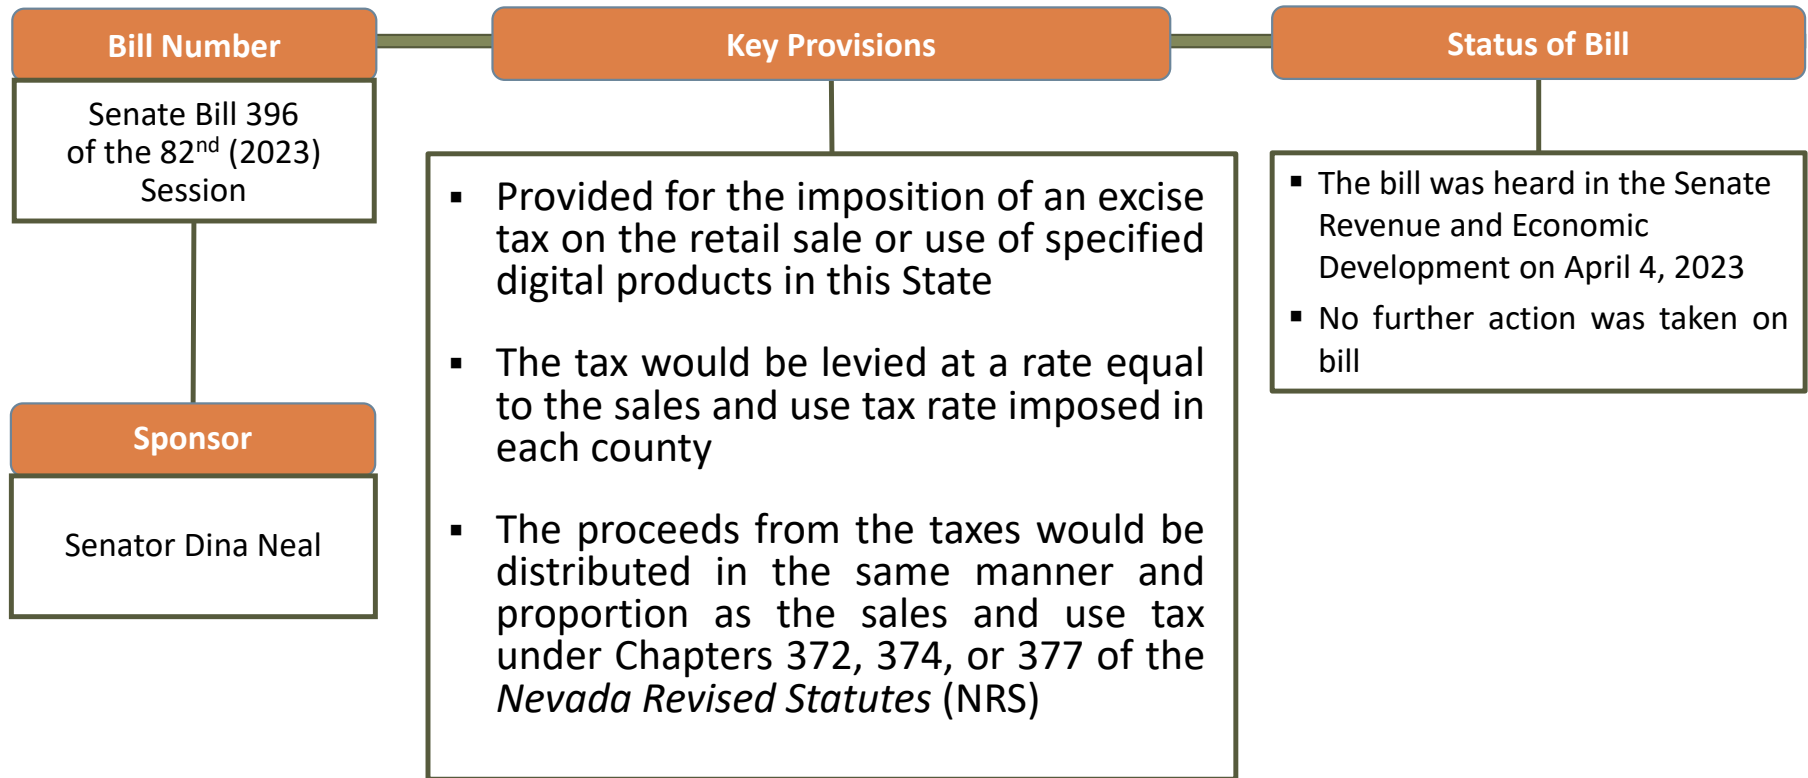 Bill Number
Senate Bill 396
of the 82nd (2023)
Session
Sponsor
Senator Dina Neal
Key Provisions
▪ Provided for the imposition of an excise
tax on the retail sale or use of specified
digital products in this State
▪ The tax would be levied at a rate equal
to the sales and use tax rate imposed in
each county
▪ The proceeds from the taxes would be
distributed in the same manner and
proportion as the sales and use tax
under Chapters 372, 374, or 377 of the
Nevada Revised Statutes (NRS)
Status of Bill
▪ The bill was heard in the Senate
Revenue and Economic
Development on April 4, 2023
▪ No further action was taken on
bill